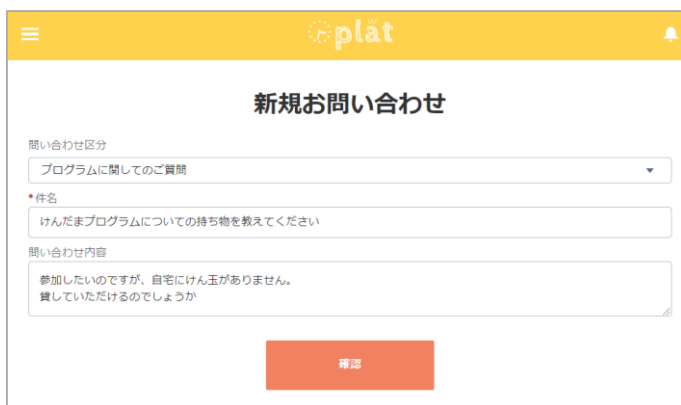 plät
新規お問い合わせ
問い合わせ区分
プログラムに関してのご質問
*件名
けんだまプログラムについての持ち物を教えてください
問い合わせ内容
参加したいのですが、自宅にけん玉がありません。
貸していただけるのでしょうか
確認